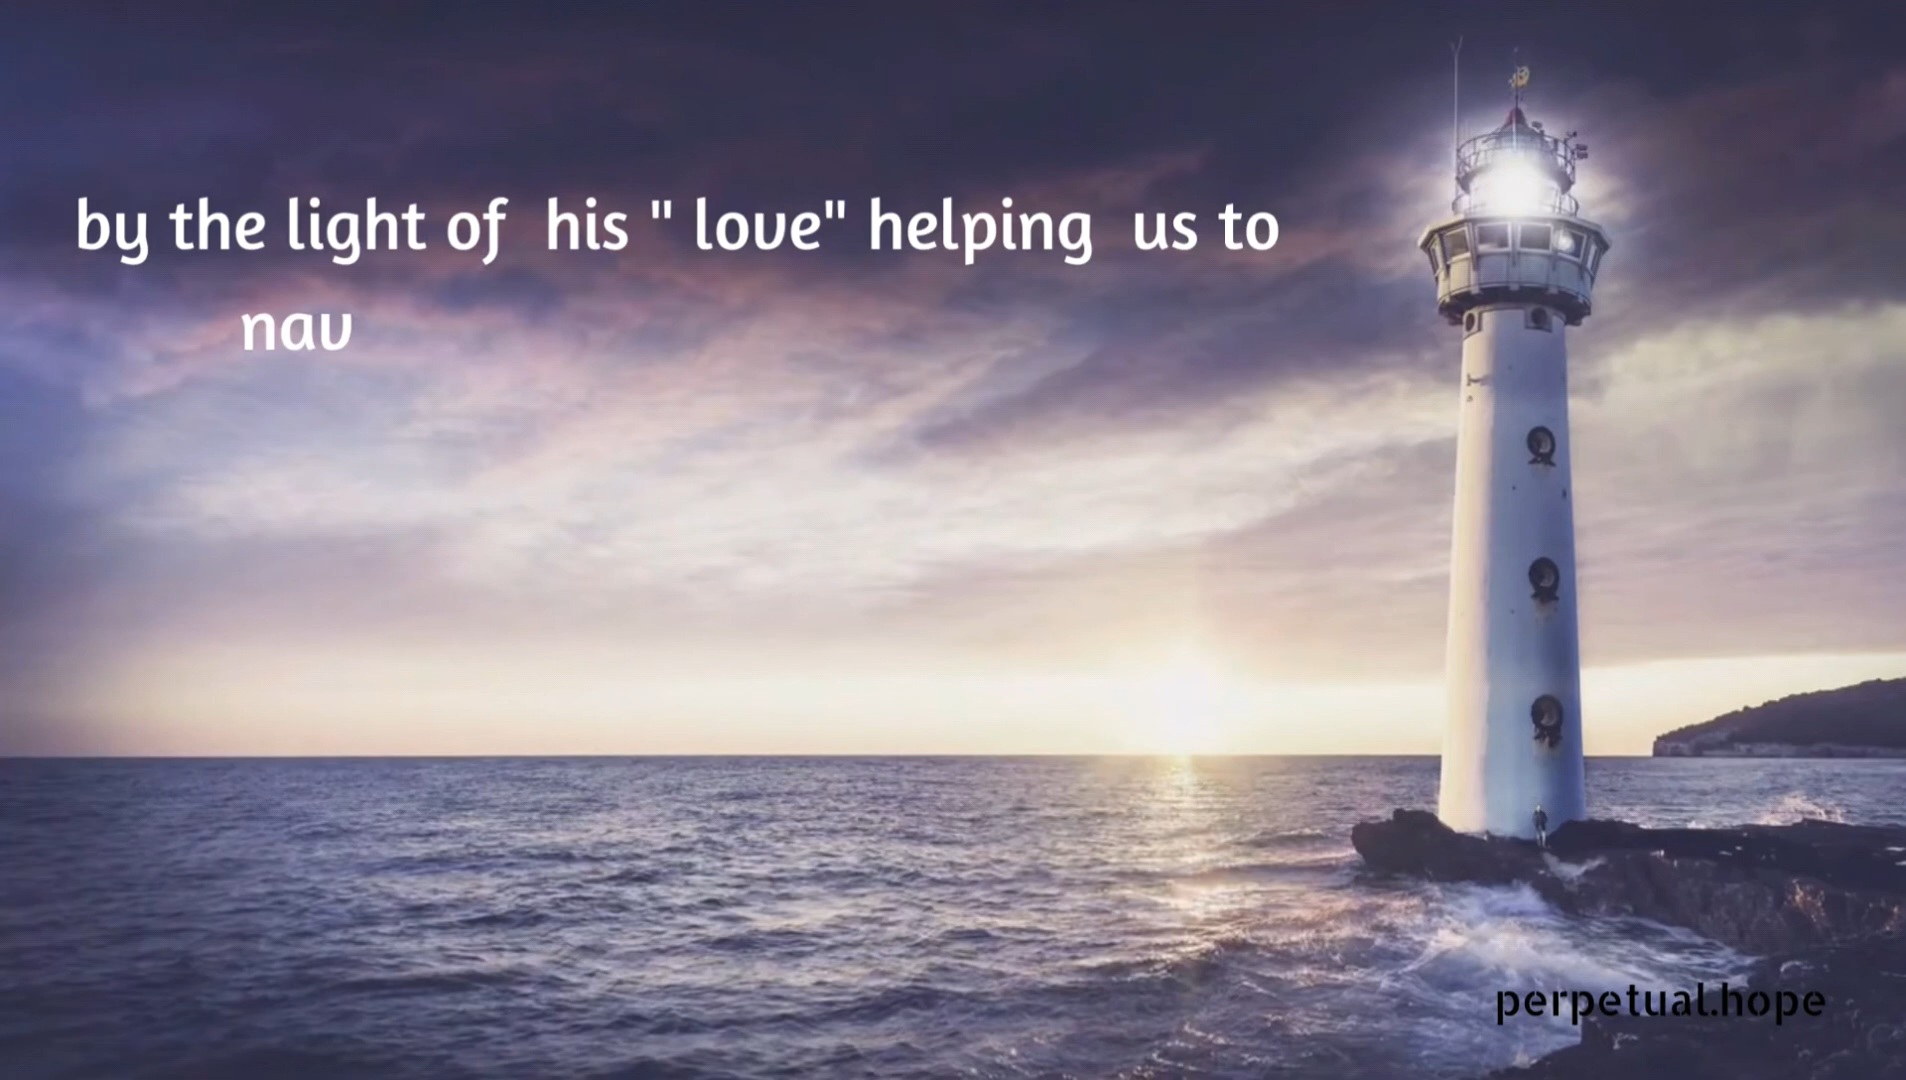 by the light of his " love" helping us to
nav
perpetual.hope